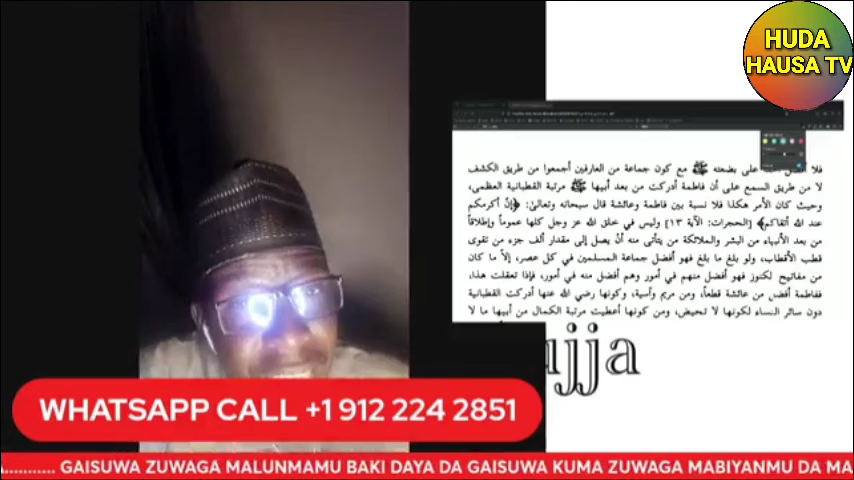 HUDA
HAUSA TV
على بضعته ﷺ مع كون جماعة من العارفين أجمعوا من طريق الكشف
لا من طريق السمع على أن فاطمة أدركت من بعد أبيها ﷺ مرتبة القطبانية العظمى،
وحيث كان الأمر هكذا فلا نسبة بين فاطمة وعائشة قال سبحانه وتعالى: ﴿إن أكرمكم
عند الله أتقاكم﴾ [الحجرات: الآية ١٣] وليس في خلق الله عز وجل كلها عموماً وإطلاقاً
من بعد الأنبياء من البشر والملائكة من يتأتى منه أن يصل إلى مقدار ألف جزء من تقوى
قطب الأقطاب، ولو بلغ ما بلغ فهو أفضل جماعة المسلمين في كل عصر، إلاّ ما كان
من مفاتيح لكنوز فهو أفضل منهم في أمور وهم أفضل منه في أمور، فإذا تعقلت هذا،
ففاطمة أفضل من عائشة قطعاً، ومن مريم وآسية، وكونها رضي الله عنها أدركت القطبانية
دون سائر النساء لكونها لا تحيض، ومن كونها أعطيت مرتبة الكمال من أبيها ما لا
ujja
WHATSAPP CALL +1 912 224 2851
A........... GAISUWA ZUWAGA MALUNMAMU BAKI DAYA DA GAISUWA KUMA ZUWAGA MABIYANMU DA MA